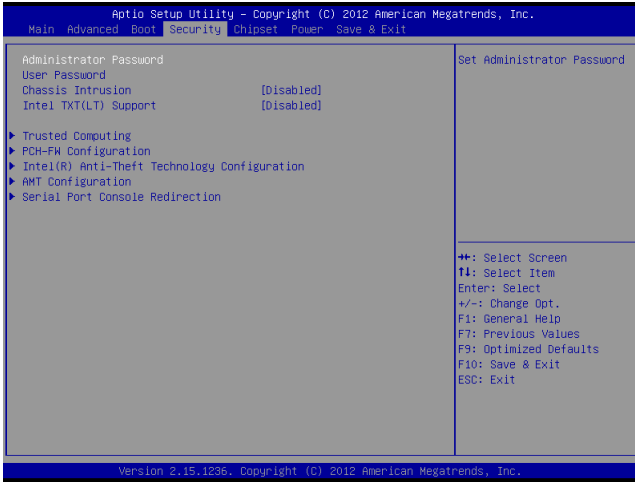 Aptio Setup Utility – Copyright (C) 2012 American Megatrends, Inc.
Main Advanced Boot Security Chipset Power Save & Exit
Administrator Password
User Password
Chassis Intrusion [Disabled]
Intel TXT(LT) Support [Disabled]
Trusted Computing
PCH-FW Configuration
Intel(R) Anti-Theft Technology Configuration
AMT Configuration
Serial Port Console Redirection
Set Administrator Password
→←: Select Screen
↑↓: Select Item
Enter: Select
+/-: Change Opt.
F1: General Help
F7: Previous Values
F9: Optimized Defaults
F10: Save & Exit
ESC: Exit
Version 2.15.1236. Copyright (C) 2012 American Megatrends, Inc.